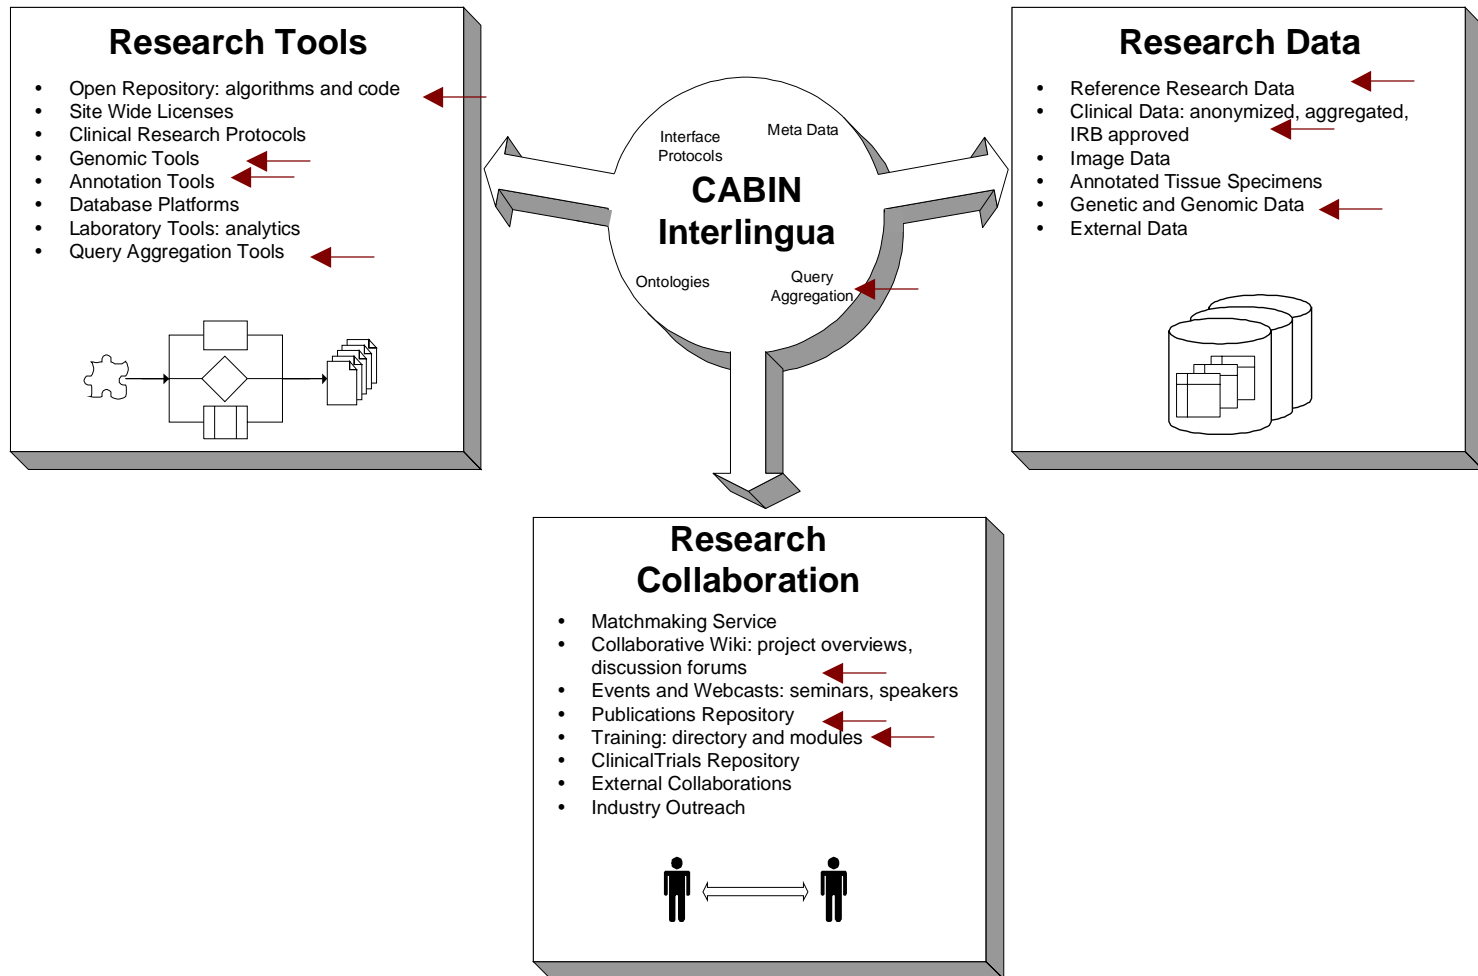 Research Tools
• Open Repository: algorithms and code
• Site Wide Licenses
• Clinical Research Protocols
• Genomic Tools
• Annotation Tools
• Database Platforms
• Laboratory Tools: analytics
• Query Aggregation Tools
Meta Data
Interface
Protocols
CABIN
Interlingua
Ontologies
Query
Aggregation
Research Data
• Reference Research Data
• Clinical Data: anonymized, aggregated,
IRB approved
• Image Data
• Annotated Tissue Specimens
• Genetic and Genomic Data
• External Data
Research
Collaboration
• Matchmaking Service
• Collaborative Wiki: project overviews,
discussion forums
• Events and Webcasts: seminars, speakers
• Publications Repository
• Training: directory and modules
• ClinicalTrials Repository
• External Collaborations
• Industry Outreach